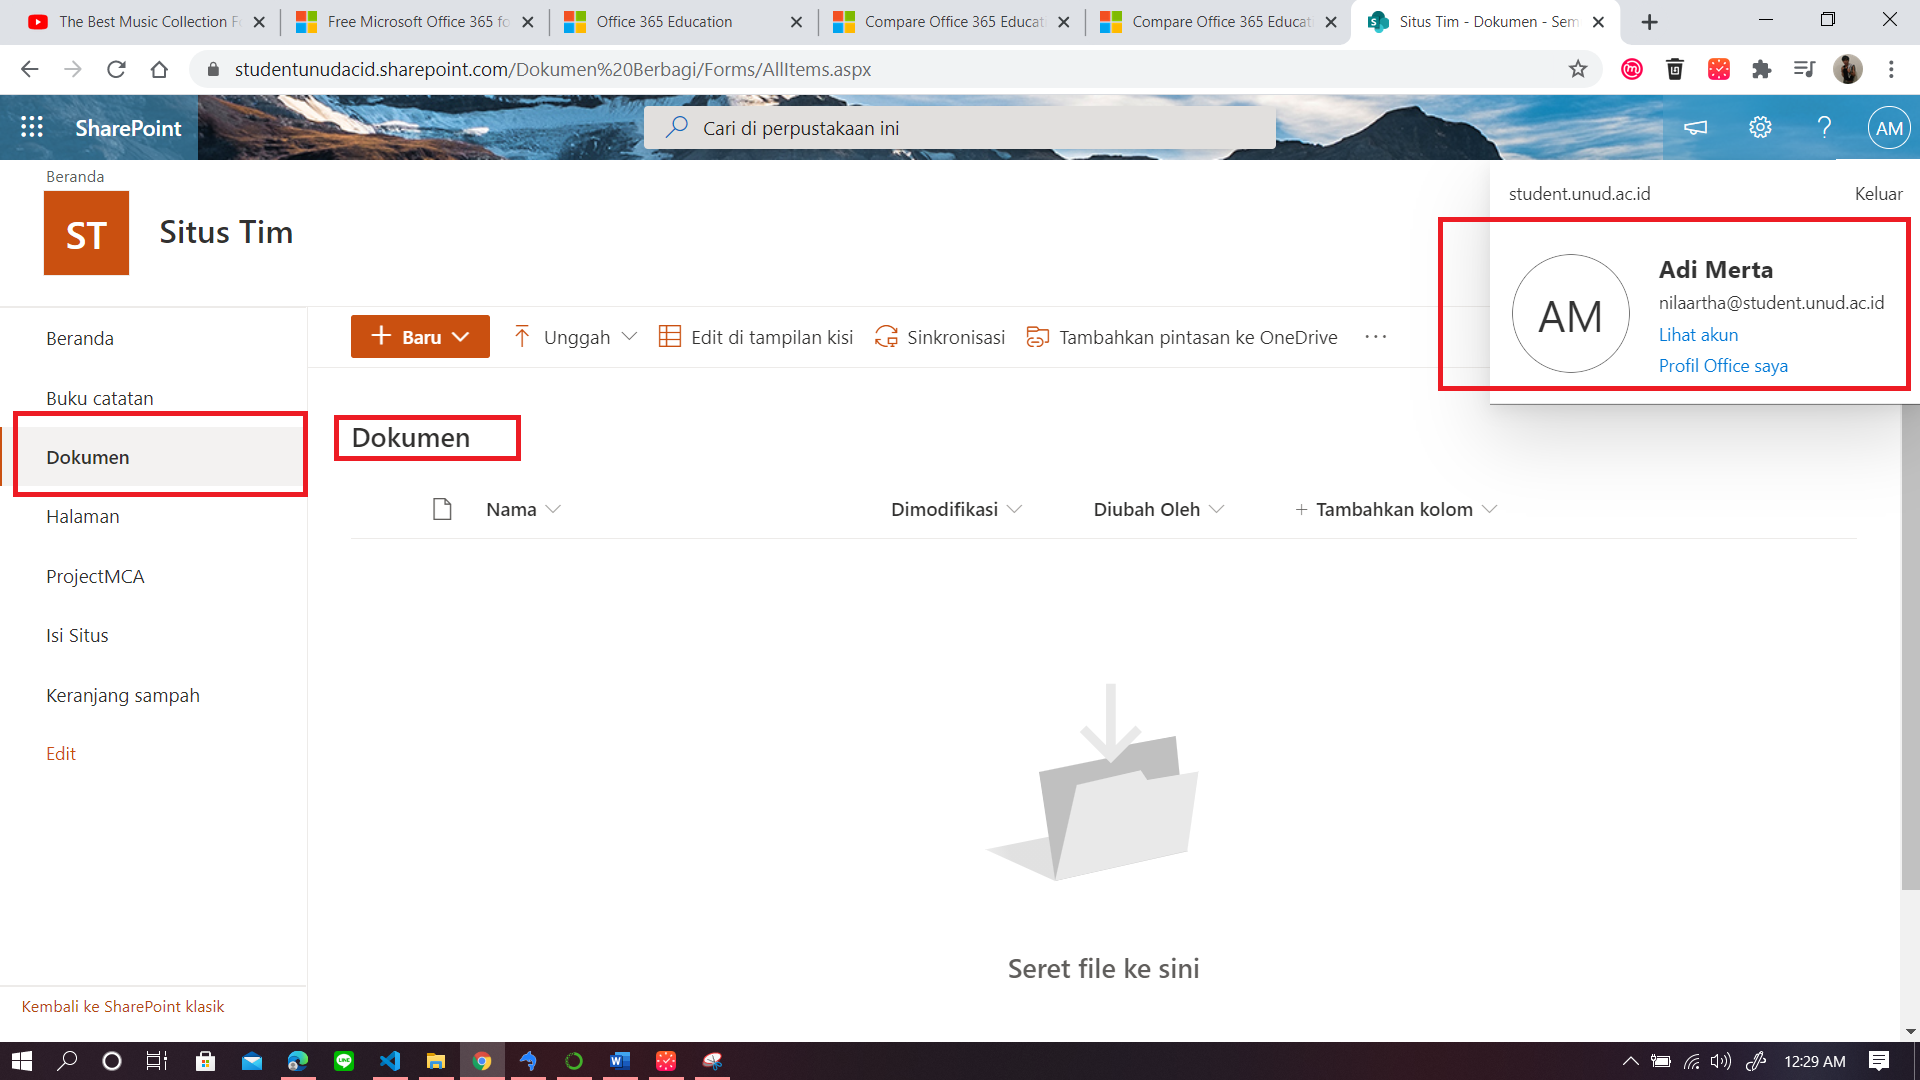 The Best Music Collection F
Free Microsoft Office 365 fo
Office 365 Education
Compare Office 365 Educati
Compare Office 365 Educat
Situs Tim - Dokumen - Sem
studentunudacid.sharepoint.com/Dokumen%20Berbagi/Forms/AllItems.aspx
SharePoint
Cari di perpustakaan ini
AM
Beranda
student.unud.ac.id
Keluar
ST
Situs Tim
Adi Merta
AM
nilaartha@student.unud.ac.id
Lihat akun
Profil Office saya
Beranda
Buku catatan
Dokumen
Halaman
ProjectMCA
Isi Situs
Keranjang sampah
Edit
Kembali ke SharePoint klasik
+ Baru
Unggah
Edit di tampilan kisi
Sinkronisasi
Tambahkan pintasan ke OneDrive
...
Dokumen
Nama
Dimodifikasi
Diubah Oleh
+ Tambahkan kolom
Seret file ke sini
LINE
12:29 AM